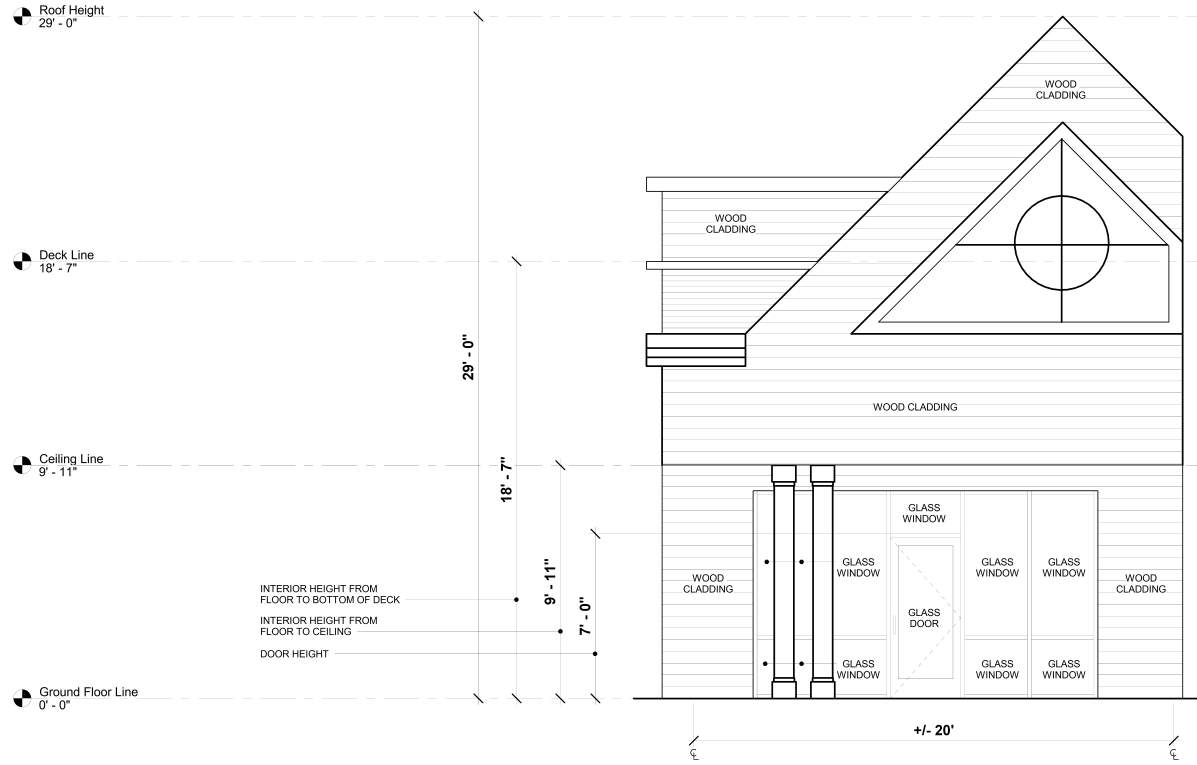 Roof Height
29' - 0"
WOOD
CLADDING
WOOD
CLADDING
Deck Line
18' - 7"
29' - 0"
WOOD CLADDING
Ceiling Line
9' - 11"
18' - 7"
GLASS
WINDOW
9' - 11"
7' - 0"
GLASS
WINDOW
GLASS
WINDOW
GLASS
WINDOW
WOOD
CLADDING
WOOD
CLADDING
INTERIOR HEIGHT FROM
FLOOR TO BOTTOM OF DECK
GLASS
DOOR
INTERIOR HEIGHT FROM
FLOOR TO CEILING
DOOR HEIGHT
GLASS
WINDOW
GLASS
WINDOW
GLASS
WINDOW
Ground Floor Line
0' - 0"
+/- 20'
℄
℄